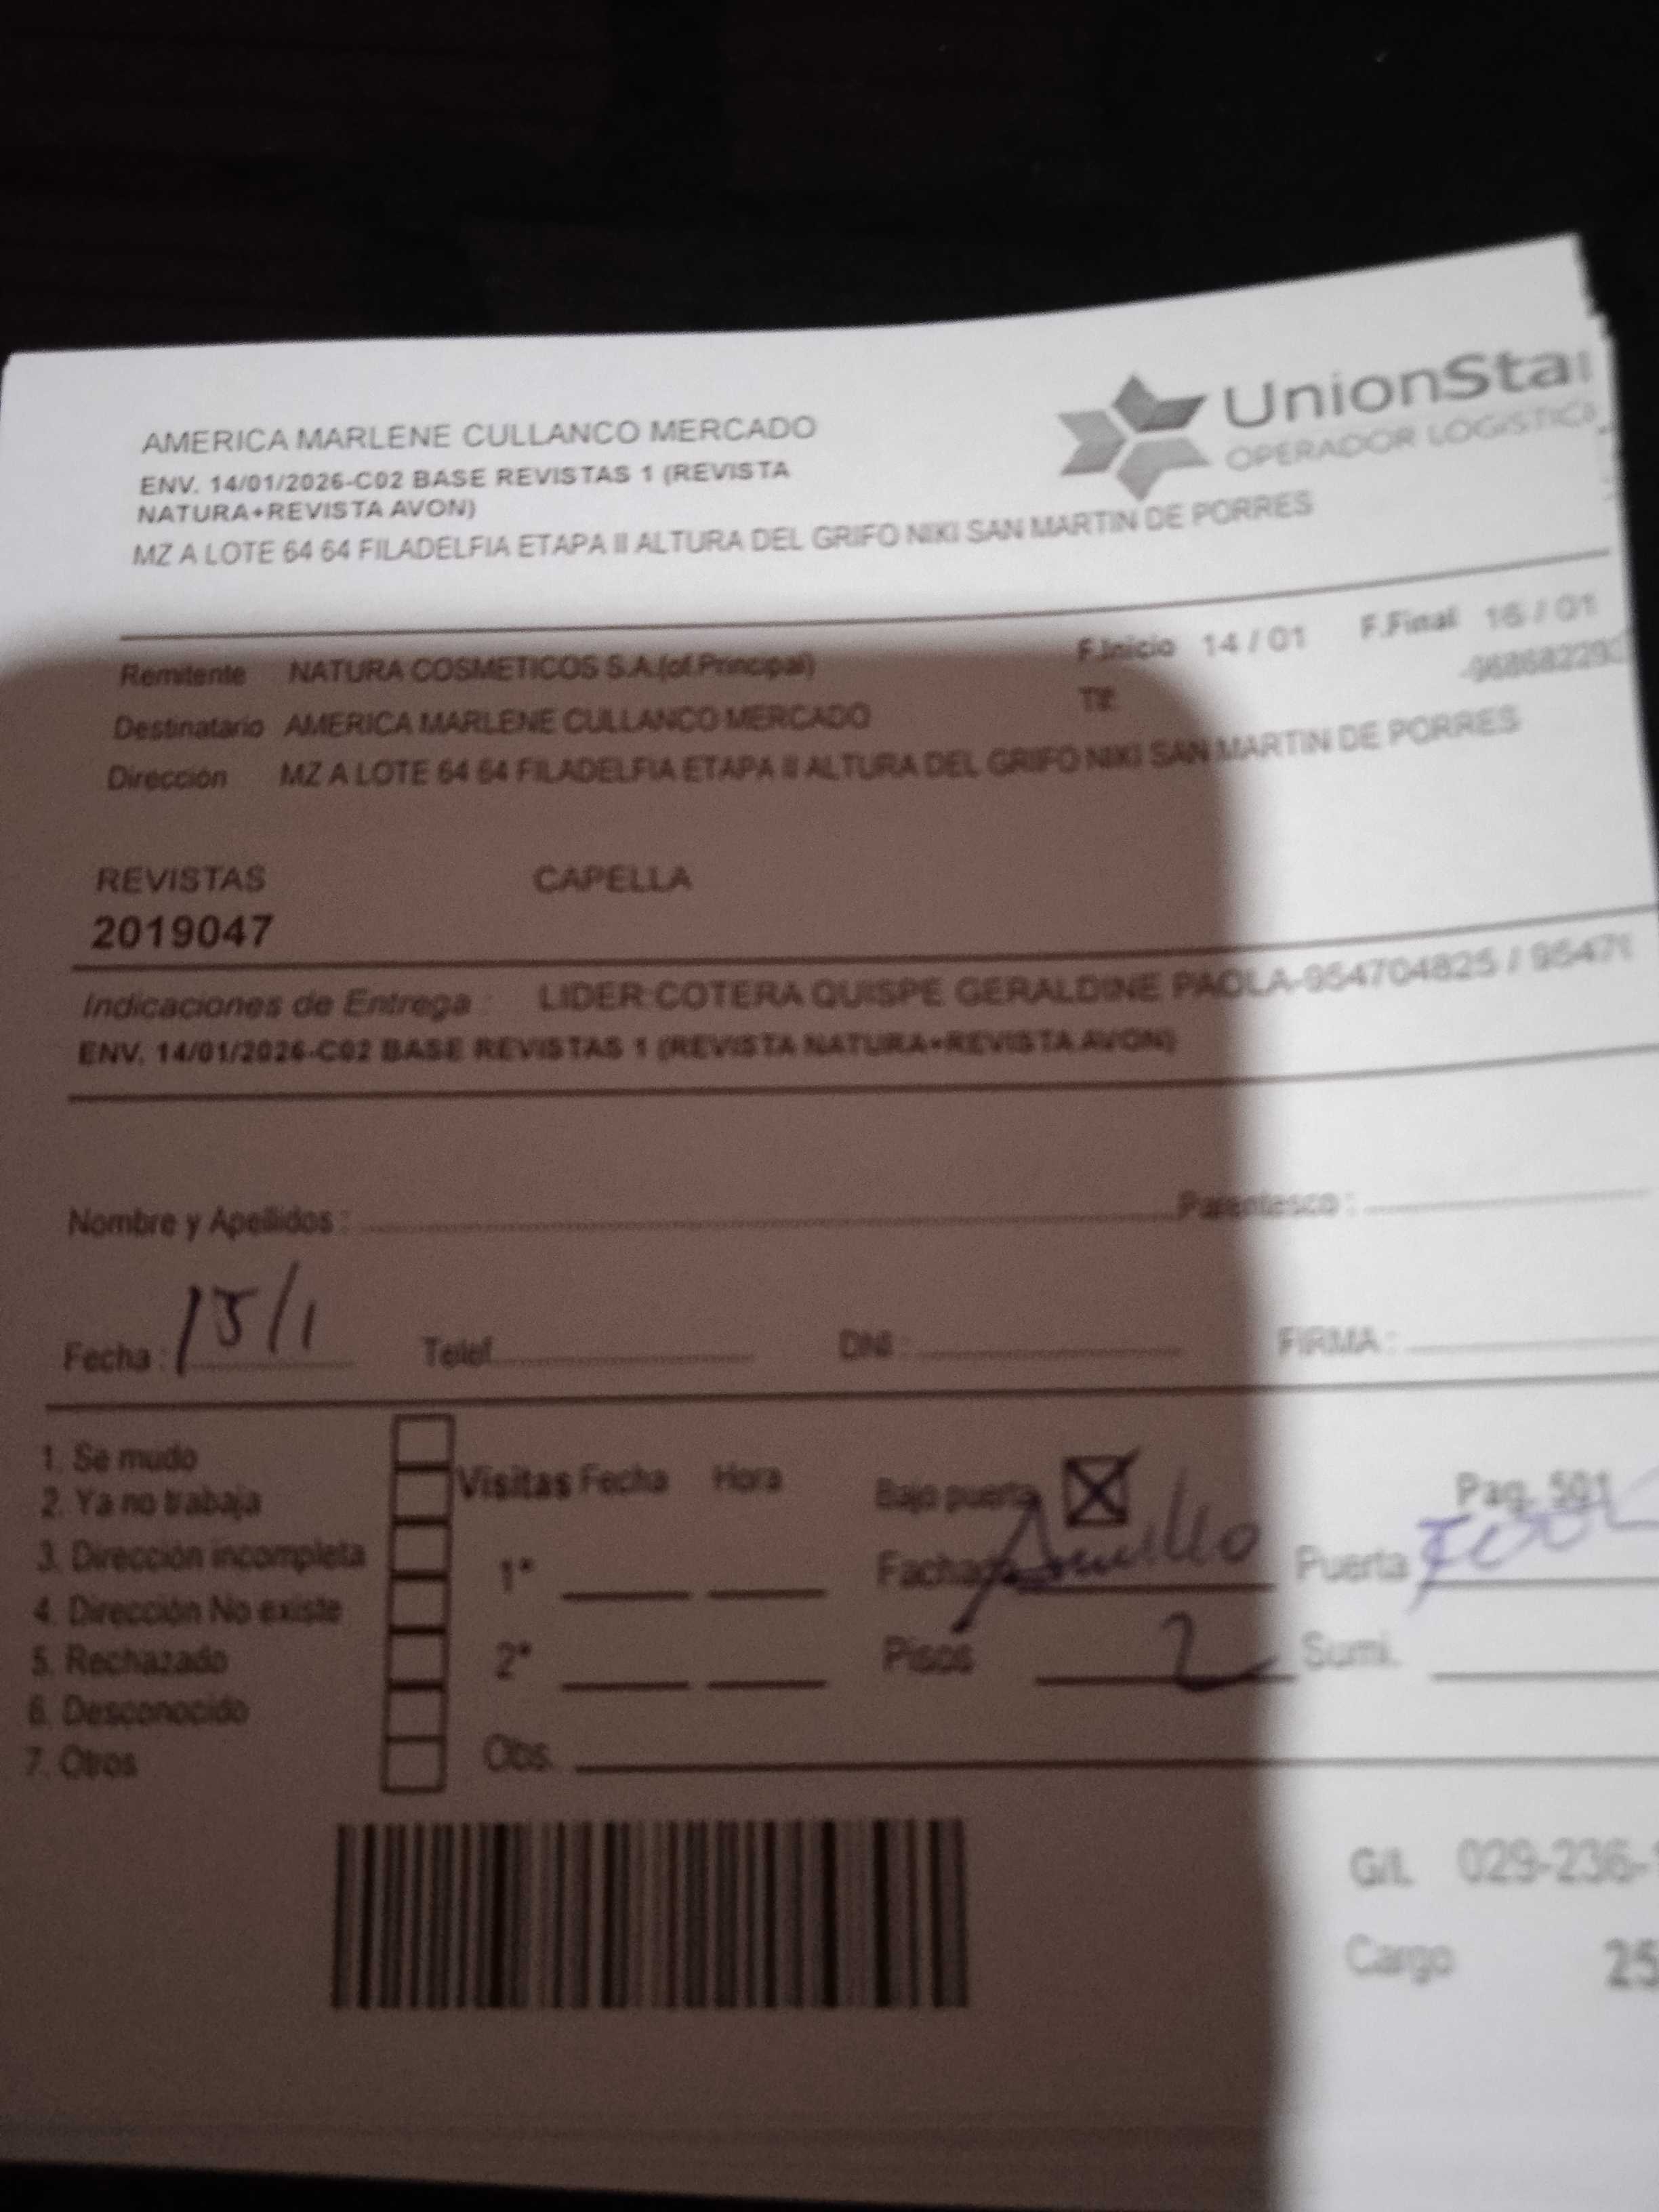 UnionStar
OPERADOR LOGISTICO
AMERICA MARLENE CULLANCO MERCADO
ENV. 14/01/2026-C02 BASE REVISTAS 1 (REVISTA
NATURA+REVISTA AVON)
MZ A LOTE 64 64 FILADELFIA ETAPA II ALTURA DEL GRIFO NIKI SAN MARTIN DE PORRES
Remitente NATURA COSMETICOS S.A.(of.Principal) F.Inicio 14 / 01 F.Final 16 / 01
Destinatario AMERICA MARLENE CULLANCO MERCADO Tlf: -968682292
Dirección MZ A LOTE 64 64 FILADELFIA ETAPA II ALTURA DEL GRIFO NIKI SAN MARTIN DE PORRES
REVISTAS CAPELLA
2019047
Indicaciones de Entrega : LIDER:COTERA QUISPE GERALDINE PAOLA-954704825 / 95470
ENV. 14/01/2026-C02 BASE REVISTAS 1 (REVISTA NATURA+REVISTA AVON)
Nombre y Apellidos : Parentesco :
Fecha : 15/1 Telef. DNI : FIRMA :
1. Se mudo
2. Ya no trabaja
3. Dirección incompleta
4. Dirección No existe
5. Rechazado
6. Desconocido
7. Otros
Visitas Fecha Hora
1°
2°
Obs.
Bajo puerta Pag. 501
Fachada Puerta
Pisos 2 Sumi.
G/L 029-236-
Cargo 25